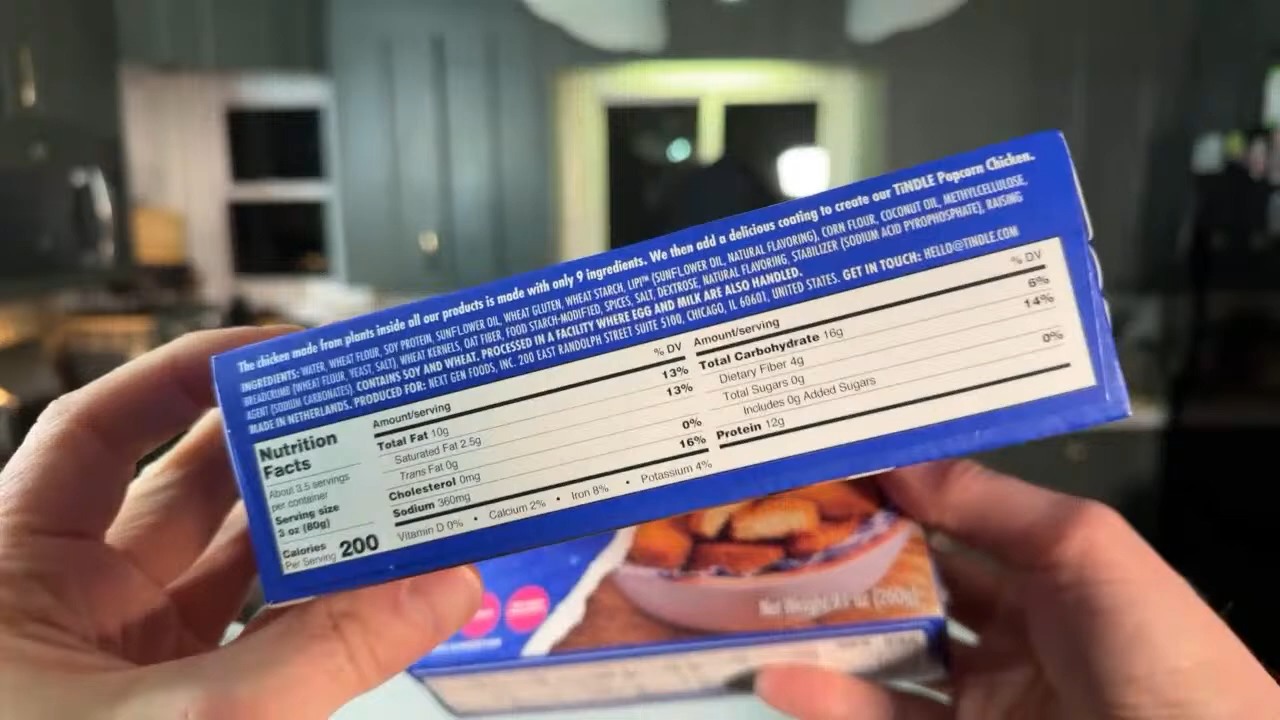 The chicken made from plants inside all our products is made with only 9 ingredients. We then add a delicious coating to create our TiNDLE Popcorn Chicken.
INGREDIENTS: WATER, WHEAT FLOUR, SOY PROTEIN, SUNFLOWER OIL, WHEAT GLUTEN, WHEAT STARCH, LIPI™ (SUNFLOWER OIL, NATURAL FLAVORING), CORN FLOUR, COCONUT OIL, METHYLCELLULOSE,
BREADCRUMB (WHEAT FLOUR, YEAST, SALT), WHEAT KERNELS, OAT FIBER, FOOD STARCH-MODIFIED, SPICES, SALT, DEXTROSE, NATURAL FLAVORING, STABILIZER (SODIUM ACID PYROPHOSPHATE), RAISING
AGENT (SODIUM CARBONATES). CONTAINS SOY AND WHEAT. PROCESSED IN A FACILITY WHERE EGG AND MILK ARE ALSO HANDLED.
MADE IN NETHERLANDS. PRODUCED FOR: NEXT GEN FOODS, INC. 200 EAST RANDOLPH STREET SUITE 5100, CHICAGO, IL 60601, UNITED STATES. GET IN TOUCH: HELLO@TINDLE.COM
Nutrition
Facts
About 3.5 servings
per container
Serving size
3 oz (80g)
Calories
Per Serving 200
Amount/serving % DV
Total Fat 10g 13%
Saturated Fat 2.5g 13%
Trans Fat 0g
Cholesterol 0mg 0%
Sodium 360mg 16%
Amount/serving % DV
Total Carbohydrate 16g 6%
Dietary Fiber 4g 14%
Total Sugars 0g
Includes 0g Added Sugars 0%
Protein 12g
Vitamin D 0% • Calcium 2% • Iron 8% • Potassium 4%
Net Weight 9.2 oz (260g)